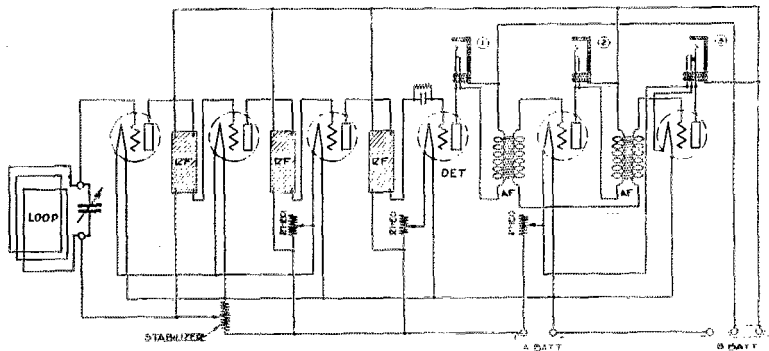 ①
②
③
RF
RF
RF
DET
AF
AF
LOOP
RHEO
RHEO
RHEO
STABILIZER
A BATT
B BATT